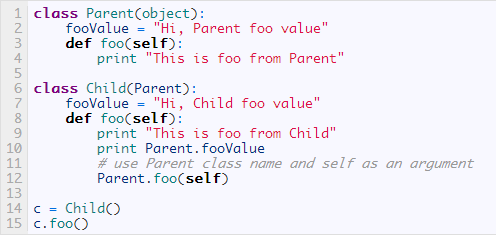 1 class Parent(object):
2     fooValue = "Hi, Parent foo value"
3     def foo(self):
4         print "This is foo from Parent"
5
6 class Child(Parent):
7     fooValue = "Hi, Child foo value"
8     def foo(self):
9         print "This is foo from Child"
10         print Parent.fooValue
11         # use Parent class name and self as an argument
12         Parent.foo(self)
13
14 c = Child()
15 c.foo()